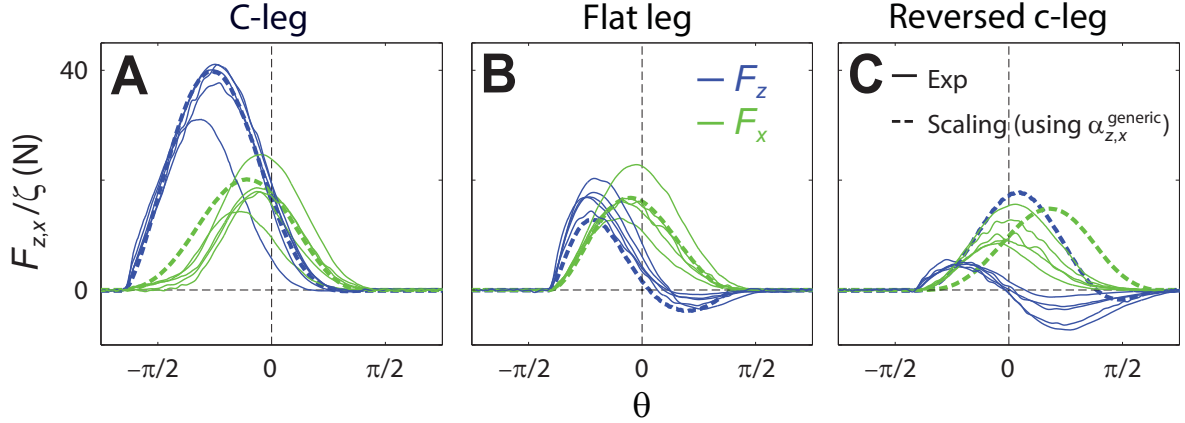 C-leg
Flat leg
Reversed c-leg
A
B
C
F_z
F_x
Exp
Scaling (using α_{z,x}^{generic})
F_{z,x}/ζ (N)
40
0
−π/2 0 π/2
−π/2 0 π/2
−π/2 0 π/2
θ